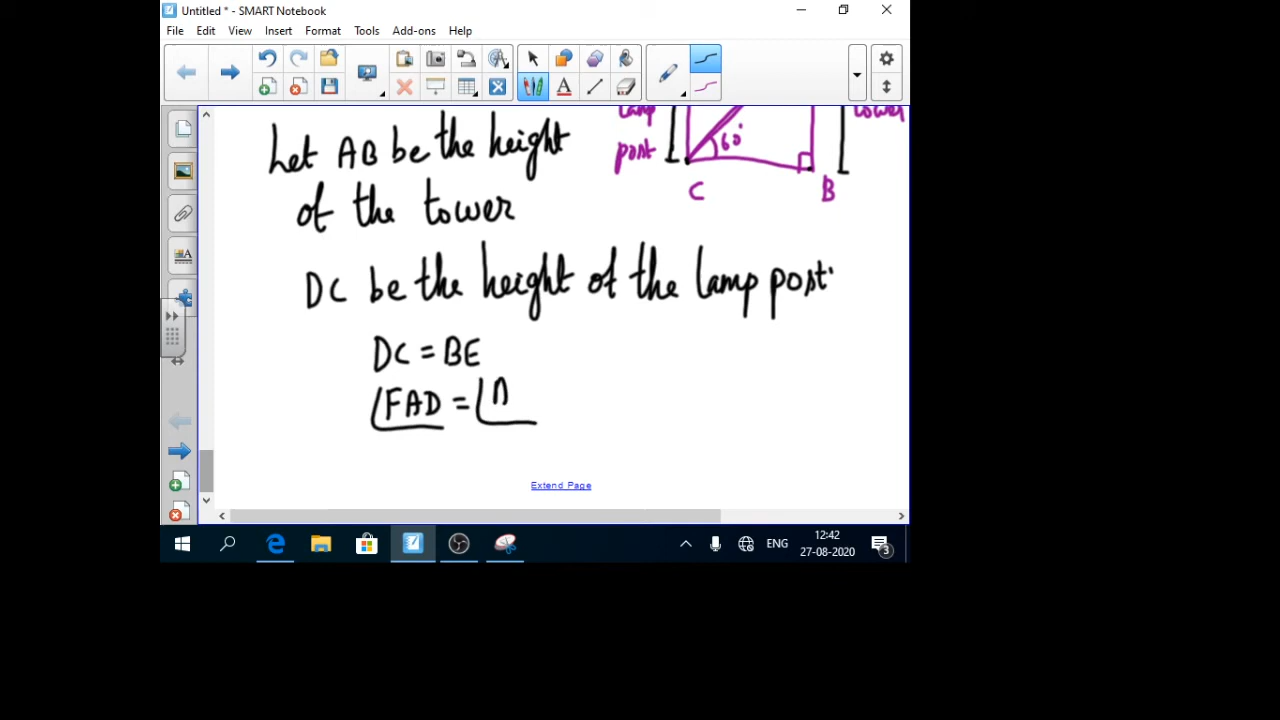 Untitled * - SMART Notebook
File Edit View Insert Format Tools Add-ons Help
Let AB be the height
of the tower
DC be the height of the lamp post.
DC = BE
∠FAD = ∠A
lamp
post
60°
C
B
tower
Extend Page
12:42
ENG
27-08-2020
3